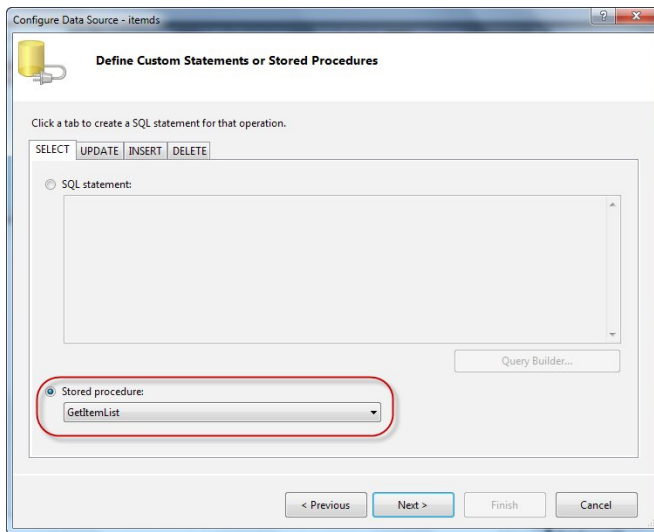 Configure Data Source - itemds
Define Custom Statements or Stored Procedures
Click a tab to create a SQL statement for that operation.
SELECT UPDATE INSERT DELETE
SQL statement:
Query Builder...
Stored procedure:
GetItemList
< Previous Next > Finish Cancel